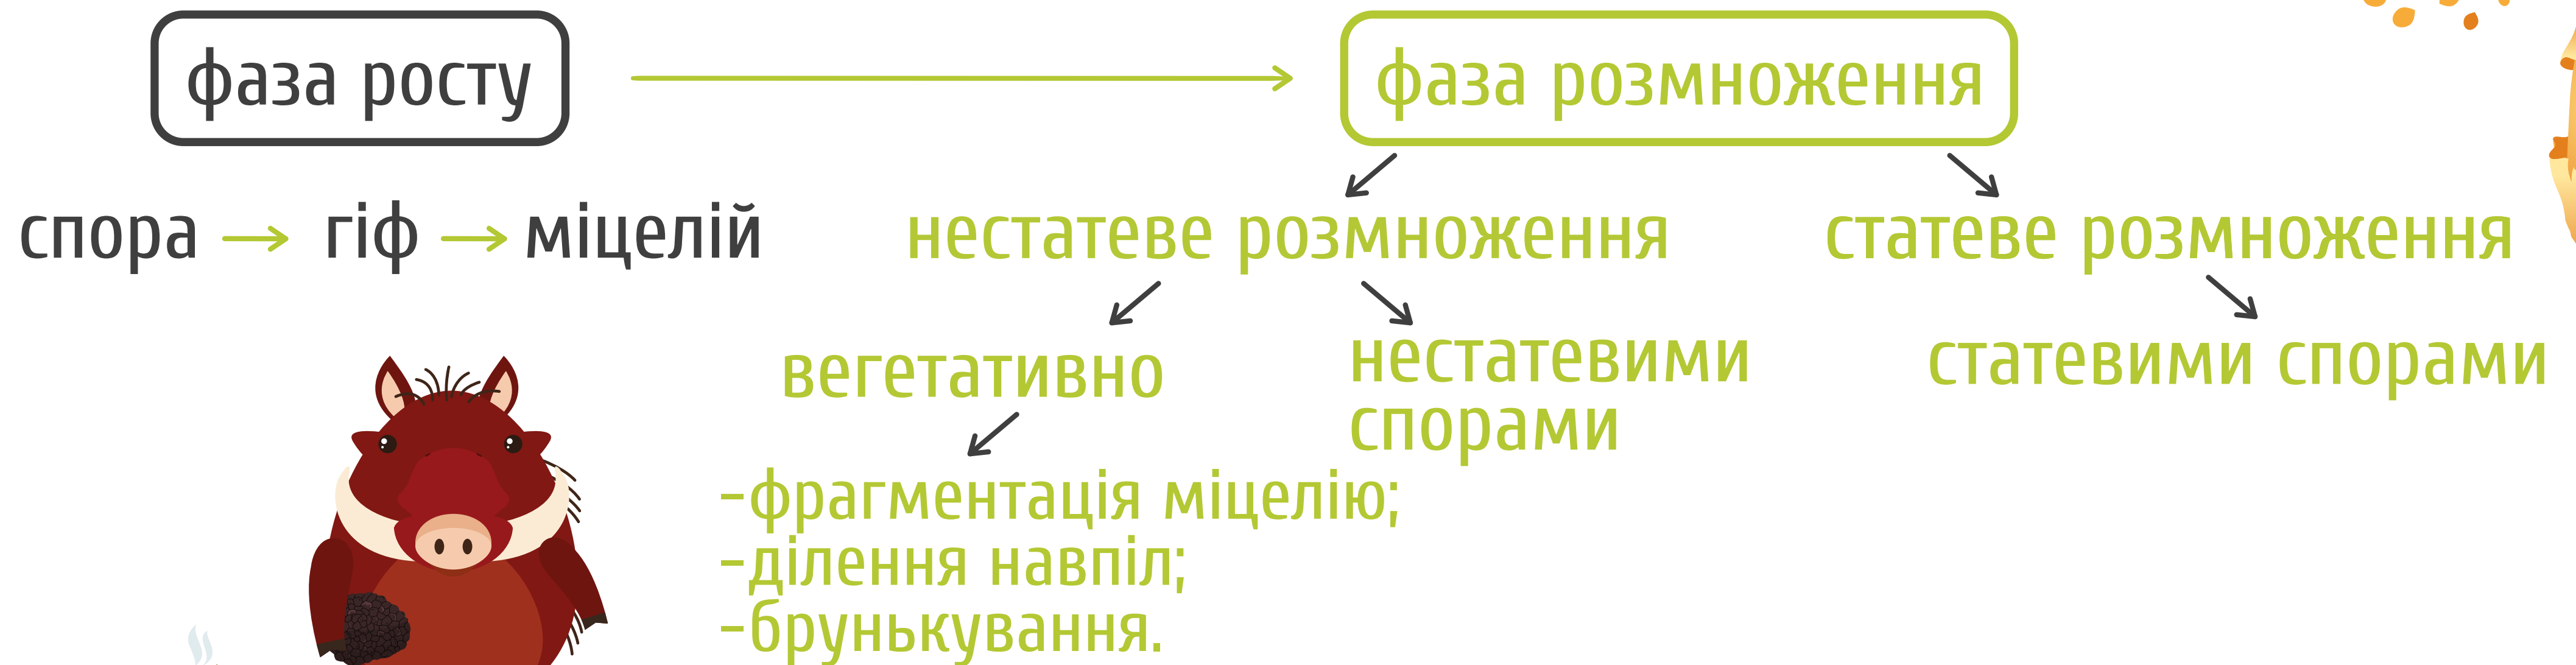 фаза росту
фаза розмноження
спора → гіф → міцелій
нестатеве розмноження
статеве розмноження
вегетативно
нестатевими
спорами
статевими спорами
-фрагментація міцелію;
-ділення навпіл;
-брунькування.